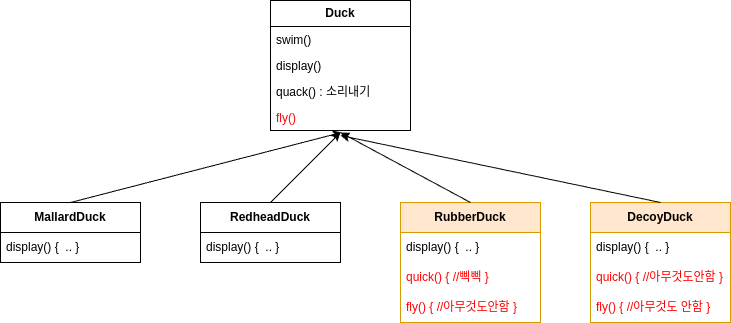 Duck
swim()
display()
quack() : 소리내기
fly()
MallardDuck
display() {  .. }
RedheadDuck
display() {  .. }
RubberDuck
display() {  .. }
quick() { //삑삑 }
fly() { //아무것도안함 }
DecoyDuck
display() {  .. }
quick() { //아무것도안함 }
fly() { //아무것도 안함 }